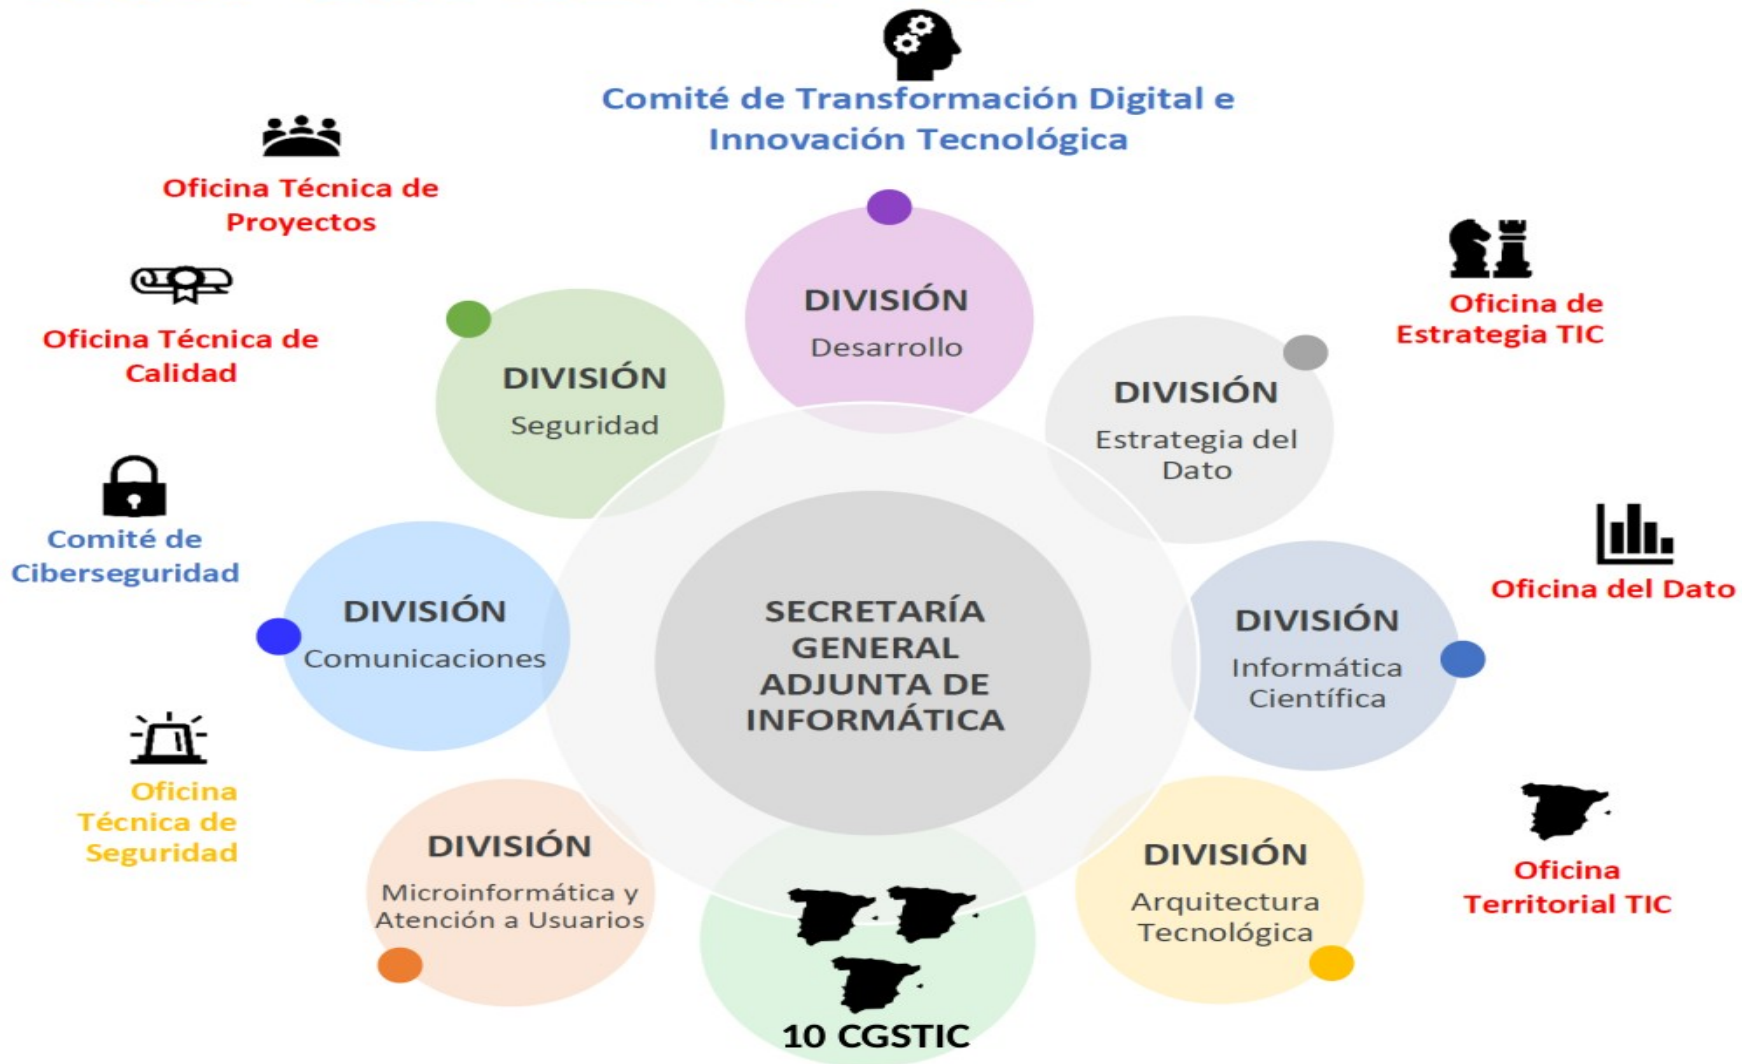 Comité de Transformación Digital e
Innovación Tecnológica
Oficina Técnica de
Proyectos
Oficina Técnica de
Calidad
Comité de
Ciberseguridad
Oficina
Técnica de
Seguridad
DIVISIÓN
Desarrollo
DIVISIÓN
Seguridad
DIVISIÓN
Estrategia del
Dato
DIVISIÓN
Comunicaciones
SECRETARÍA
GENERAL
ADJUNTA DE
INFORMÁTICA
DIVISIÓN
Informática
Científica
DIVISIÓN
Microinformática y
Atención a Usuarios
DIVISIÓN
Arquitectura
Tecnológica
10 CGSTIC
Oficina de
Estrategia TIC
Oficina del Dato
Oficina
Territorial TIC